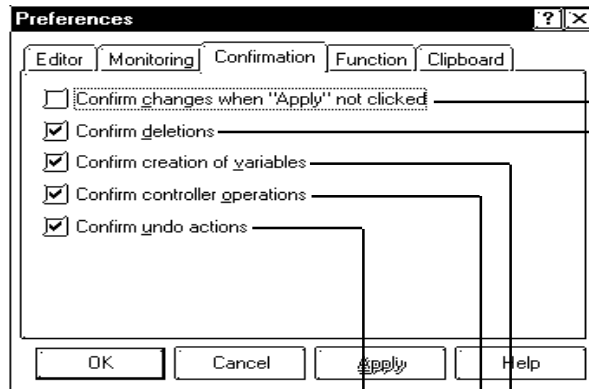 Preferences
Editor Monitoring Confirmation Function Clipboard
Confirm changes when "Apply" not clicked
Confirm deletions
Confirm creation of variables
Confirm controller operations
Confirm undo actions
OK Cancel Apply Help